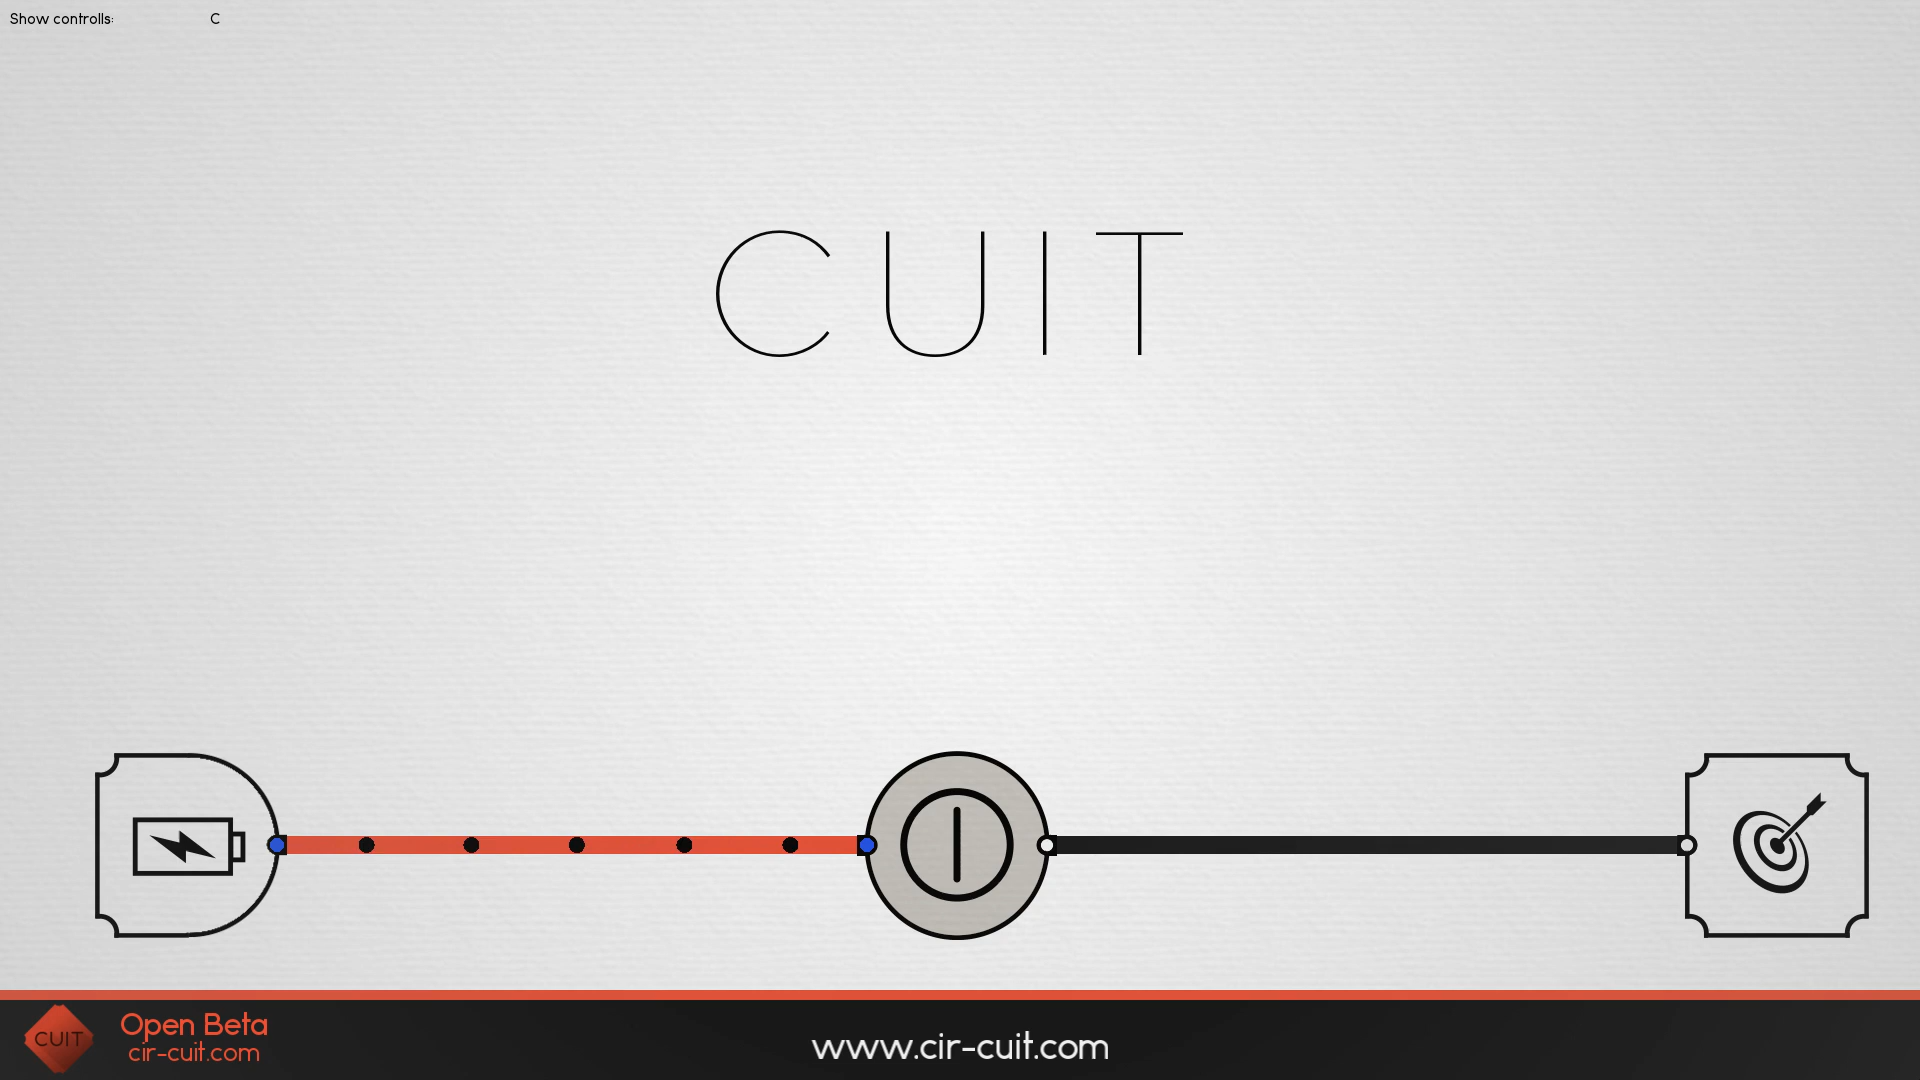 Show controlls: C
CUIT
CUIT
Open Beta
cir-cuit.com
www.cir-cuit.com